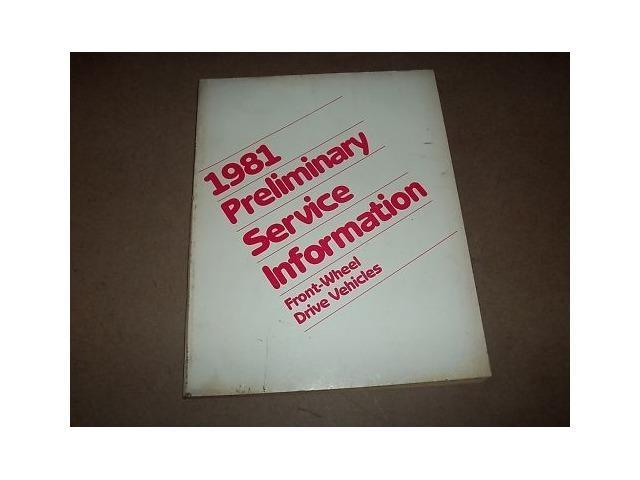 1981
Preliminary
Service
Information
Front-Wheel
Drive Vehicles